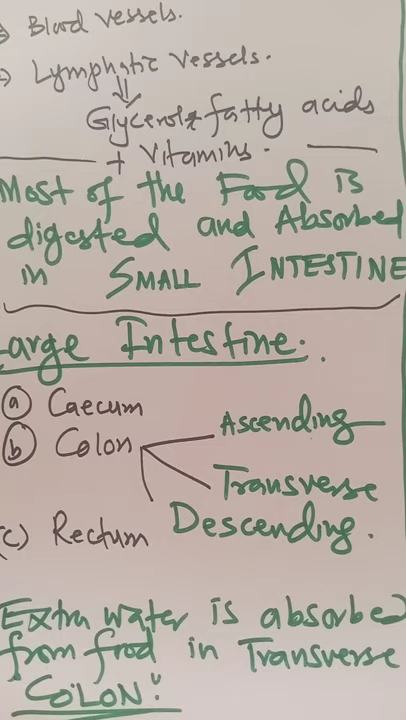 Blood vessels.
Lymphatic vessels.
Glycerol & fatty acids
+ Vitamins.
Most of the Food is
digested and Absorbed
in SMALL INTESTINE
Large Intestine.
(a) Caecum
Ascending
(b) Colon
Transverse
Descending.
(c) Rectum
Extra water is absorbed
from food in Transverse
COLON!